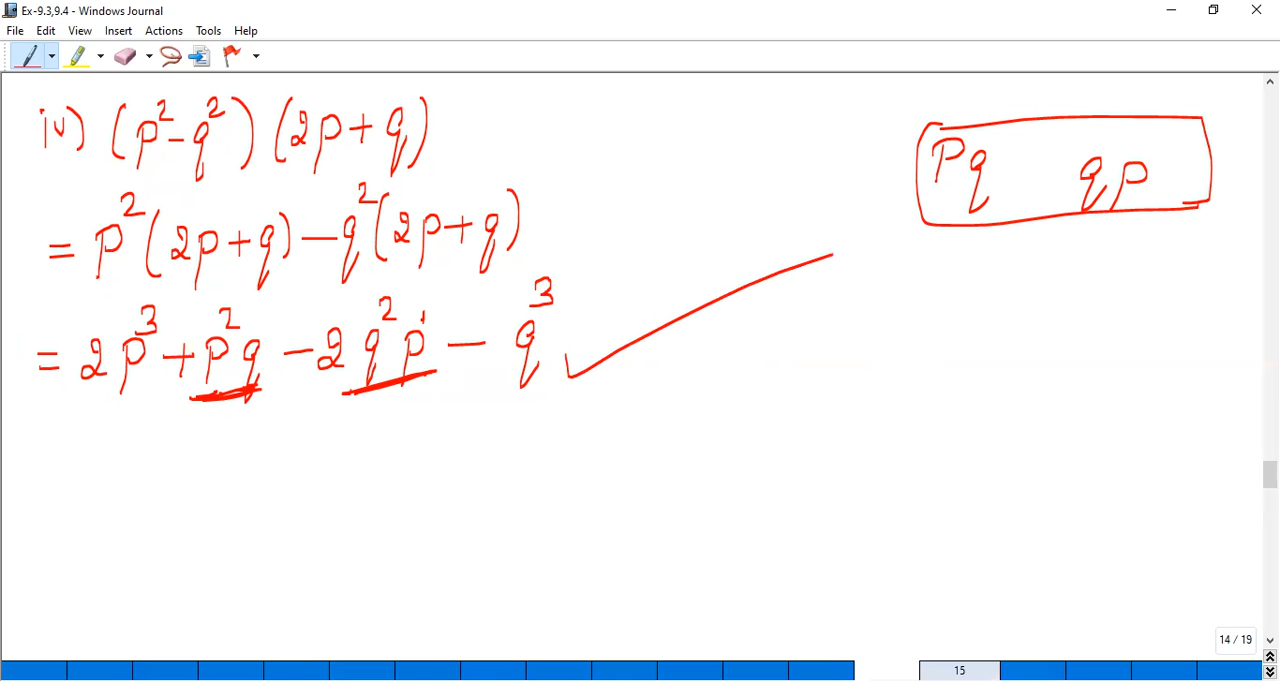 Ex-9.3,9.4 - Windows Journal
File Edit View Insert Actions Tools Help
iv) (p²-q²) (2p+q)
Pq qp
= p²(2p+q) - q²(2p+q)
= 2p³ + p²q - 2q²p - q³
14 / 19
15